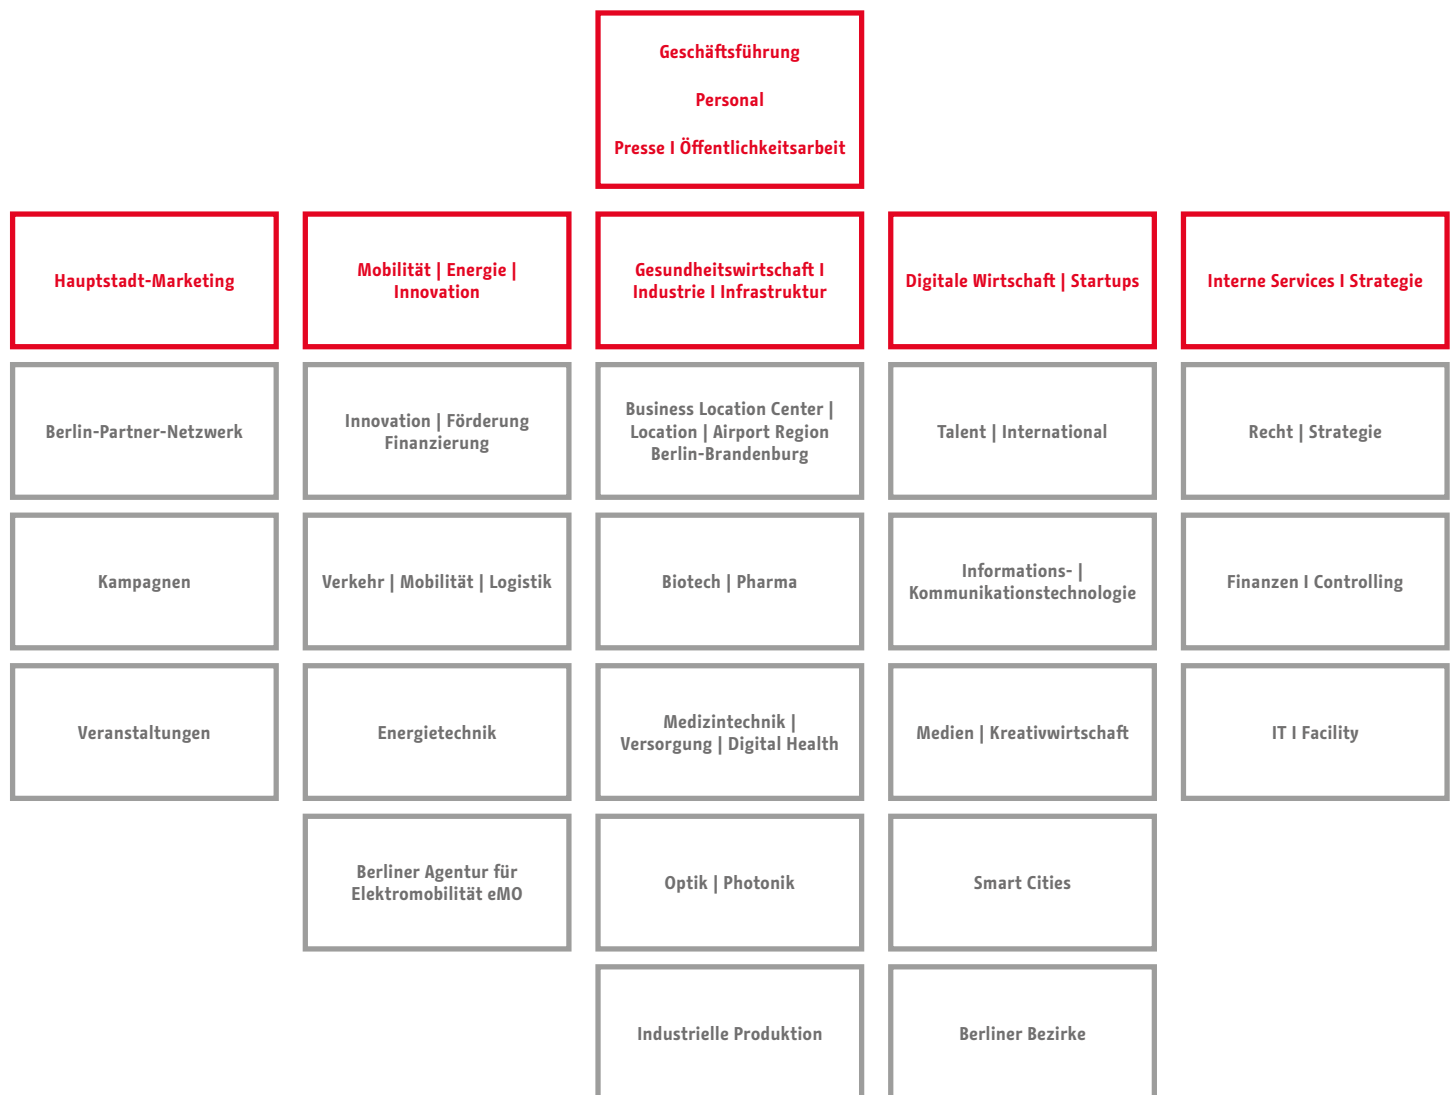 Geschäftsführung
Personal
Presse I Öffentlichkeitsarbeit
Hauptstadt-Marketing
Mobilität | Energie |
Innovation
Gesundheitswirtschaft I
Industrie I Infrastruktur
Digitale Wirtschaft | Startups
Interne Services I Strategie
Berlin-Partner-Netzwerk
Innovation | Förderung
Finanzierung
Business Location Center |
Location | Airport Region
Berlin-Brandenburg
Talent | International
Recht | Strategie
Kampagnen
Verkehr | Mobilität | Logistik
Biotech | Pharma
Informations- |
Kommunikationstechnologie
Finanzen I Controlling
Veranstaltungen
Energietechnik
Medizintechnik |
Versorgung | Digital Health
Medien | Kreativwirtschaft
IT I Facility
Berliner Agentur für
Elektromobilität eMO
Optik | Photonik
Smart Cities
Industrielle Produktion
Berliner Bezirke